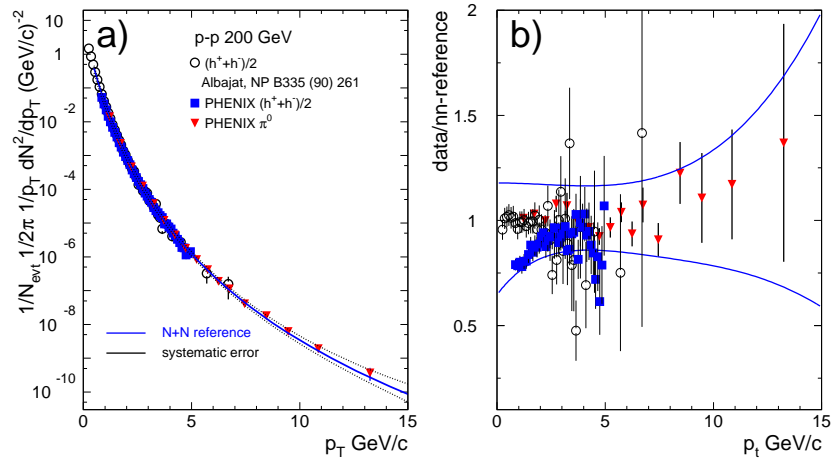 a)
p-p 200 GeV
(h⁺+h⁻)/2
Albajat, NP B335 (90) 261
PHENIX (h⁺+h⁻)/2
PHENIX π⁰
N+N reference
systematic error
1/N_evt 1/2π 1/p_T dN²/dp_T (GeV/c)⁻²
1
10⁻²
10⁻⁴
10⁻⁶
10⁻⁸
10⁻¹⁰
0 5 10 15
p_T GeV/c
b)
data/nn-reference
2
1.5
1
0.5
0 5 10 15
p_t GeV/c